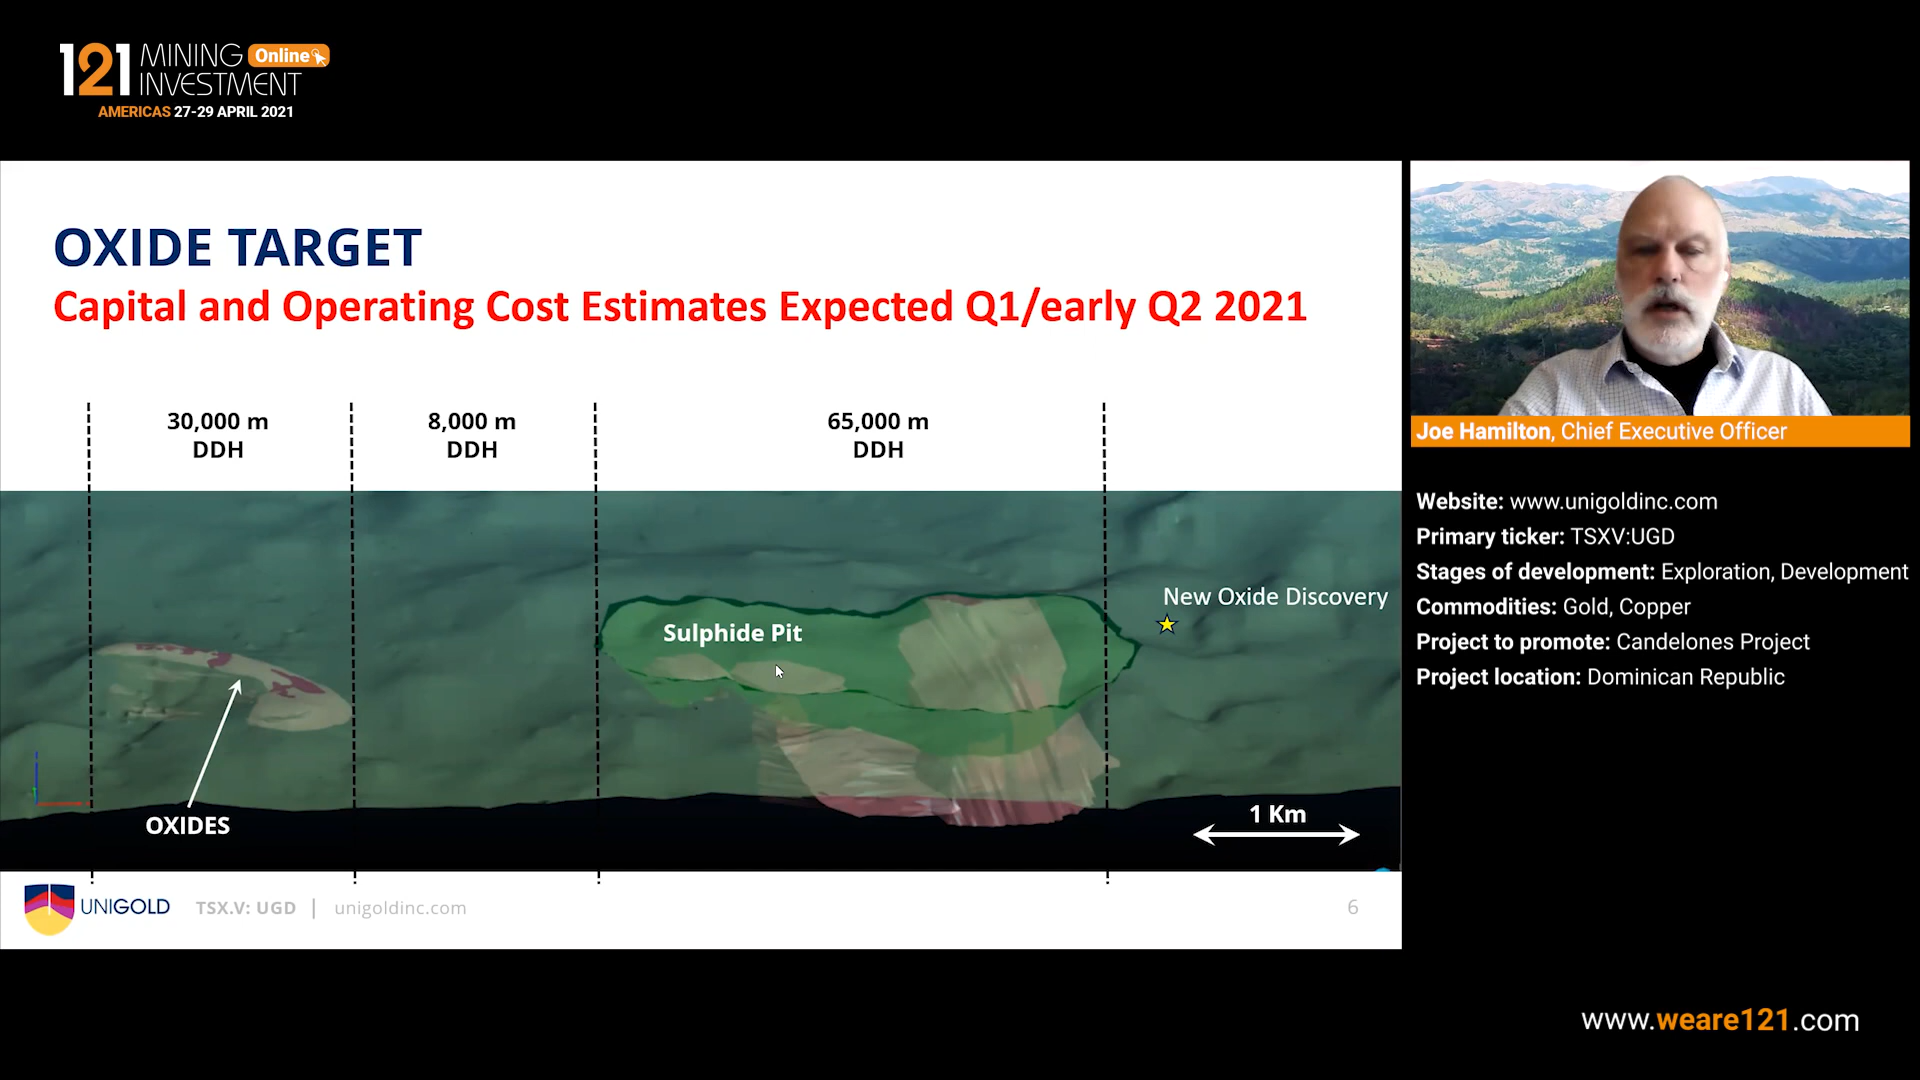 121 MINING Online
INVESTMENT
AMERICAS 27-29 APRIL 2021
OXIDE TARGET
Capital and Operating Cost Estimates Expected Q1/early Q2 2021
30,000 m
DDH
8,000 m
DDH
65,000 m
DDH
New Oxide Discovery
Sulphide Pit
OXIDES
1 Km
UNIGOLD
TSX.V: UGD | unigoldinc.com
6
Joe Hamilton, Chief Executive Officer
Website: www.unigoldinc.com
Primary ticker: TSXV:UGD
Stages of development: Exploration, Development
Commodities: Gold, Copper
Project to promote: Candelones Project
Project location: Dominican Republic
www.weare121.com